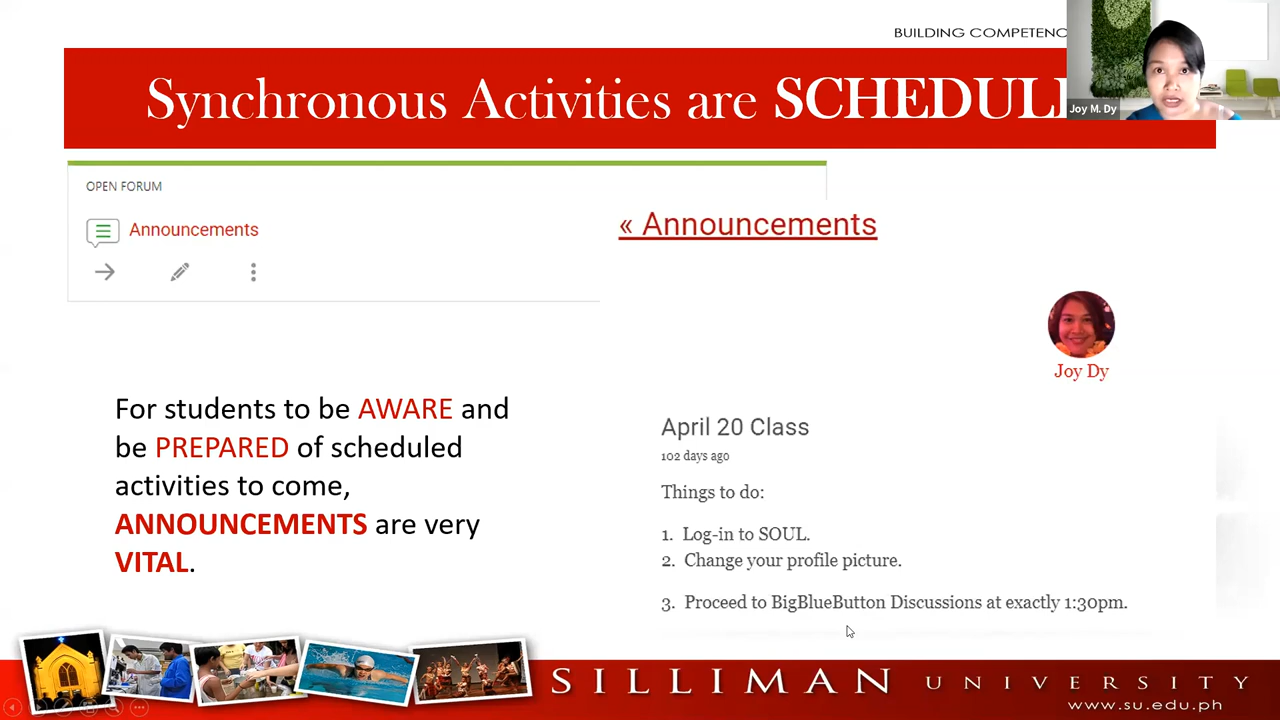 BUILDING COMPETENC
Synchronous Activities are SCHEDUL
Joy M. Dy
OPEN FORUM
Announcements
« Announcements
Joy Dy
For students to be AWARE and
be PREPARED of scheduled
activities to come,
ANNOUNCEMENTS are very
VITAL.
April 20 Class
102 days ago
Things to do:
1. Log-in to SOUL.
2. Change your profile picture.
3. Proceed to BigBlueButton Discussions at exactly 1:30pm.
SILLIMAN UNIVERSITY
www.su.edu.ph